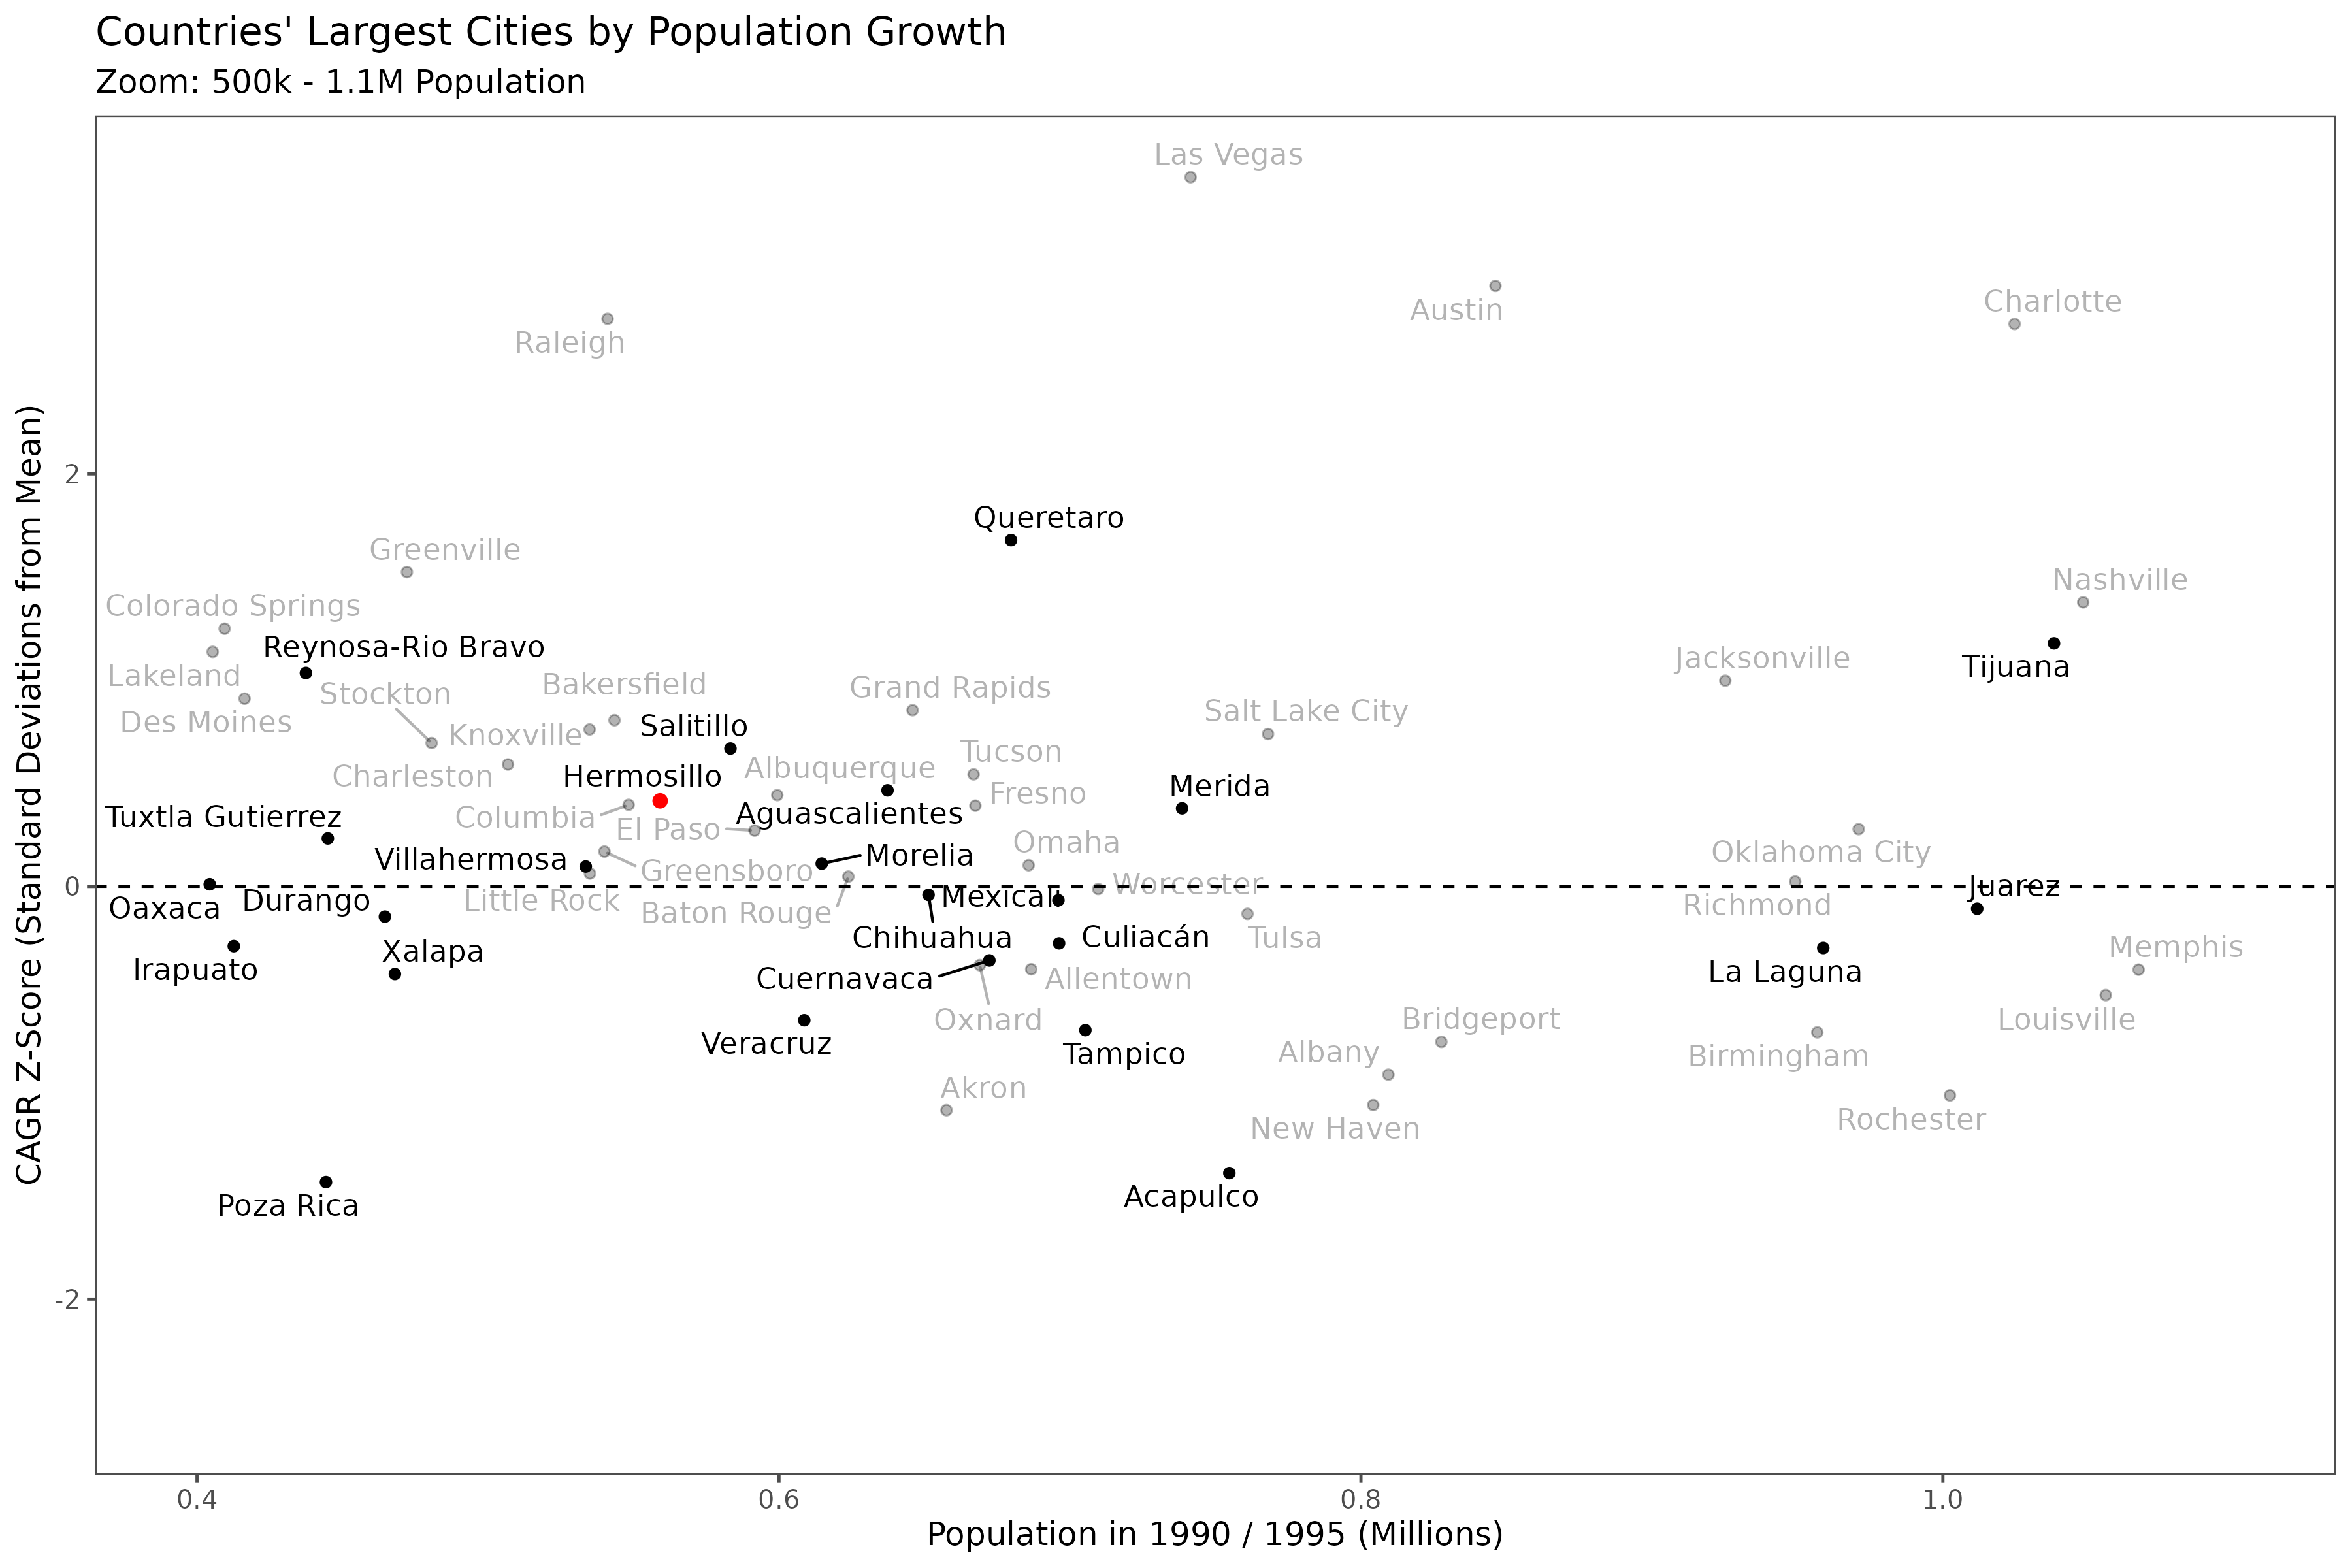 Countries' Largest Cities by Population Growth
Zoom: 500k - 1.1M Population
CAGR Z-Score (Standard Deviations from Mean)
2
0
-2
Las Vegas
Austin
Charlotte
Raleigh
Queretaro
Greenville
Nashville
Colorado Springs
Reynosa-Rio Bravo
Jacksonville
Tijuana
Lakeland
Stockton
Bakersfield
Grand Rapids
Salt Lake City
Des Moines
Knoxville
Salitillo
Tucson
Charleston
Hermosillo
Albuquerque
Merida
Fresno
Tuxtla Gutierrez
Columbia
Aguascalientes
El Paso
Omaha
Oklahoma City
Villahermosa
Morelia
Greensboro
Worcester
Juarez
Mexicali
Oaxaca
Durango
Little Rock
Baton Rouge
Richmond
Chihuahua
Culiacán
Tulsa
Memphis
Xalapa
Irapuato
La Laguna
Cuernavaca
Allentown
Oxnard
Bridgeport
Louisville
Veracruz
Tampico
Albany
Birmingham
Akron
New Haven
Rochester
Poza Rica
Acapulco
0.4
0.6
0.8
1.0
Population in 1990 / 1995 (Millions)